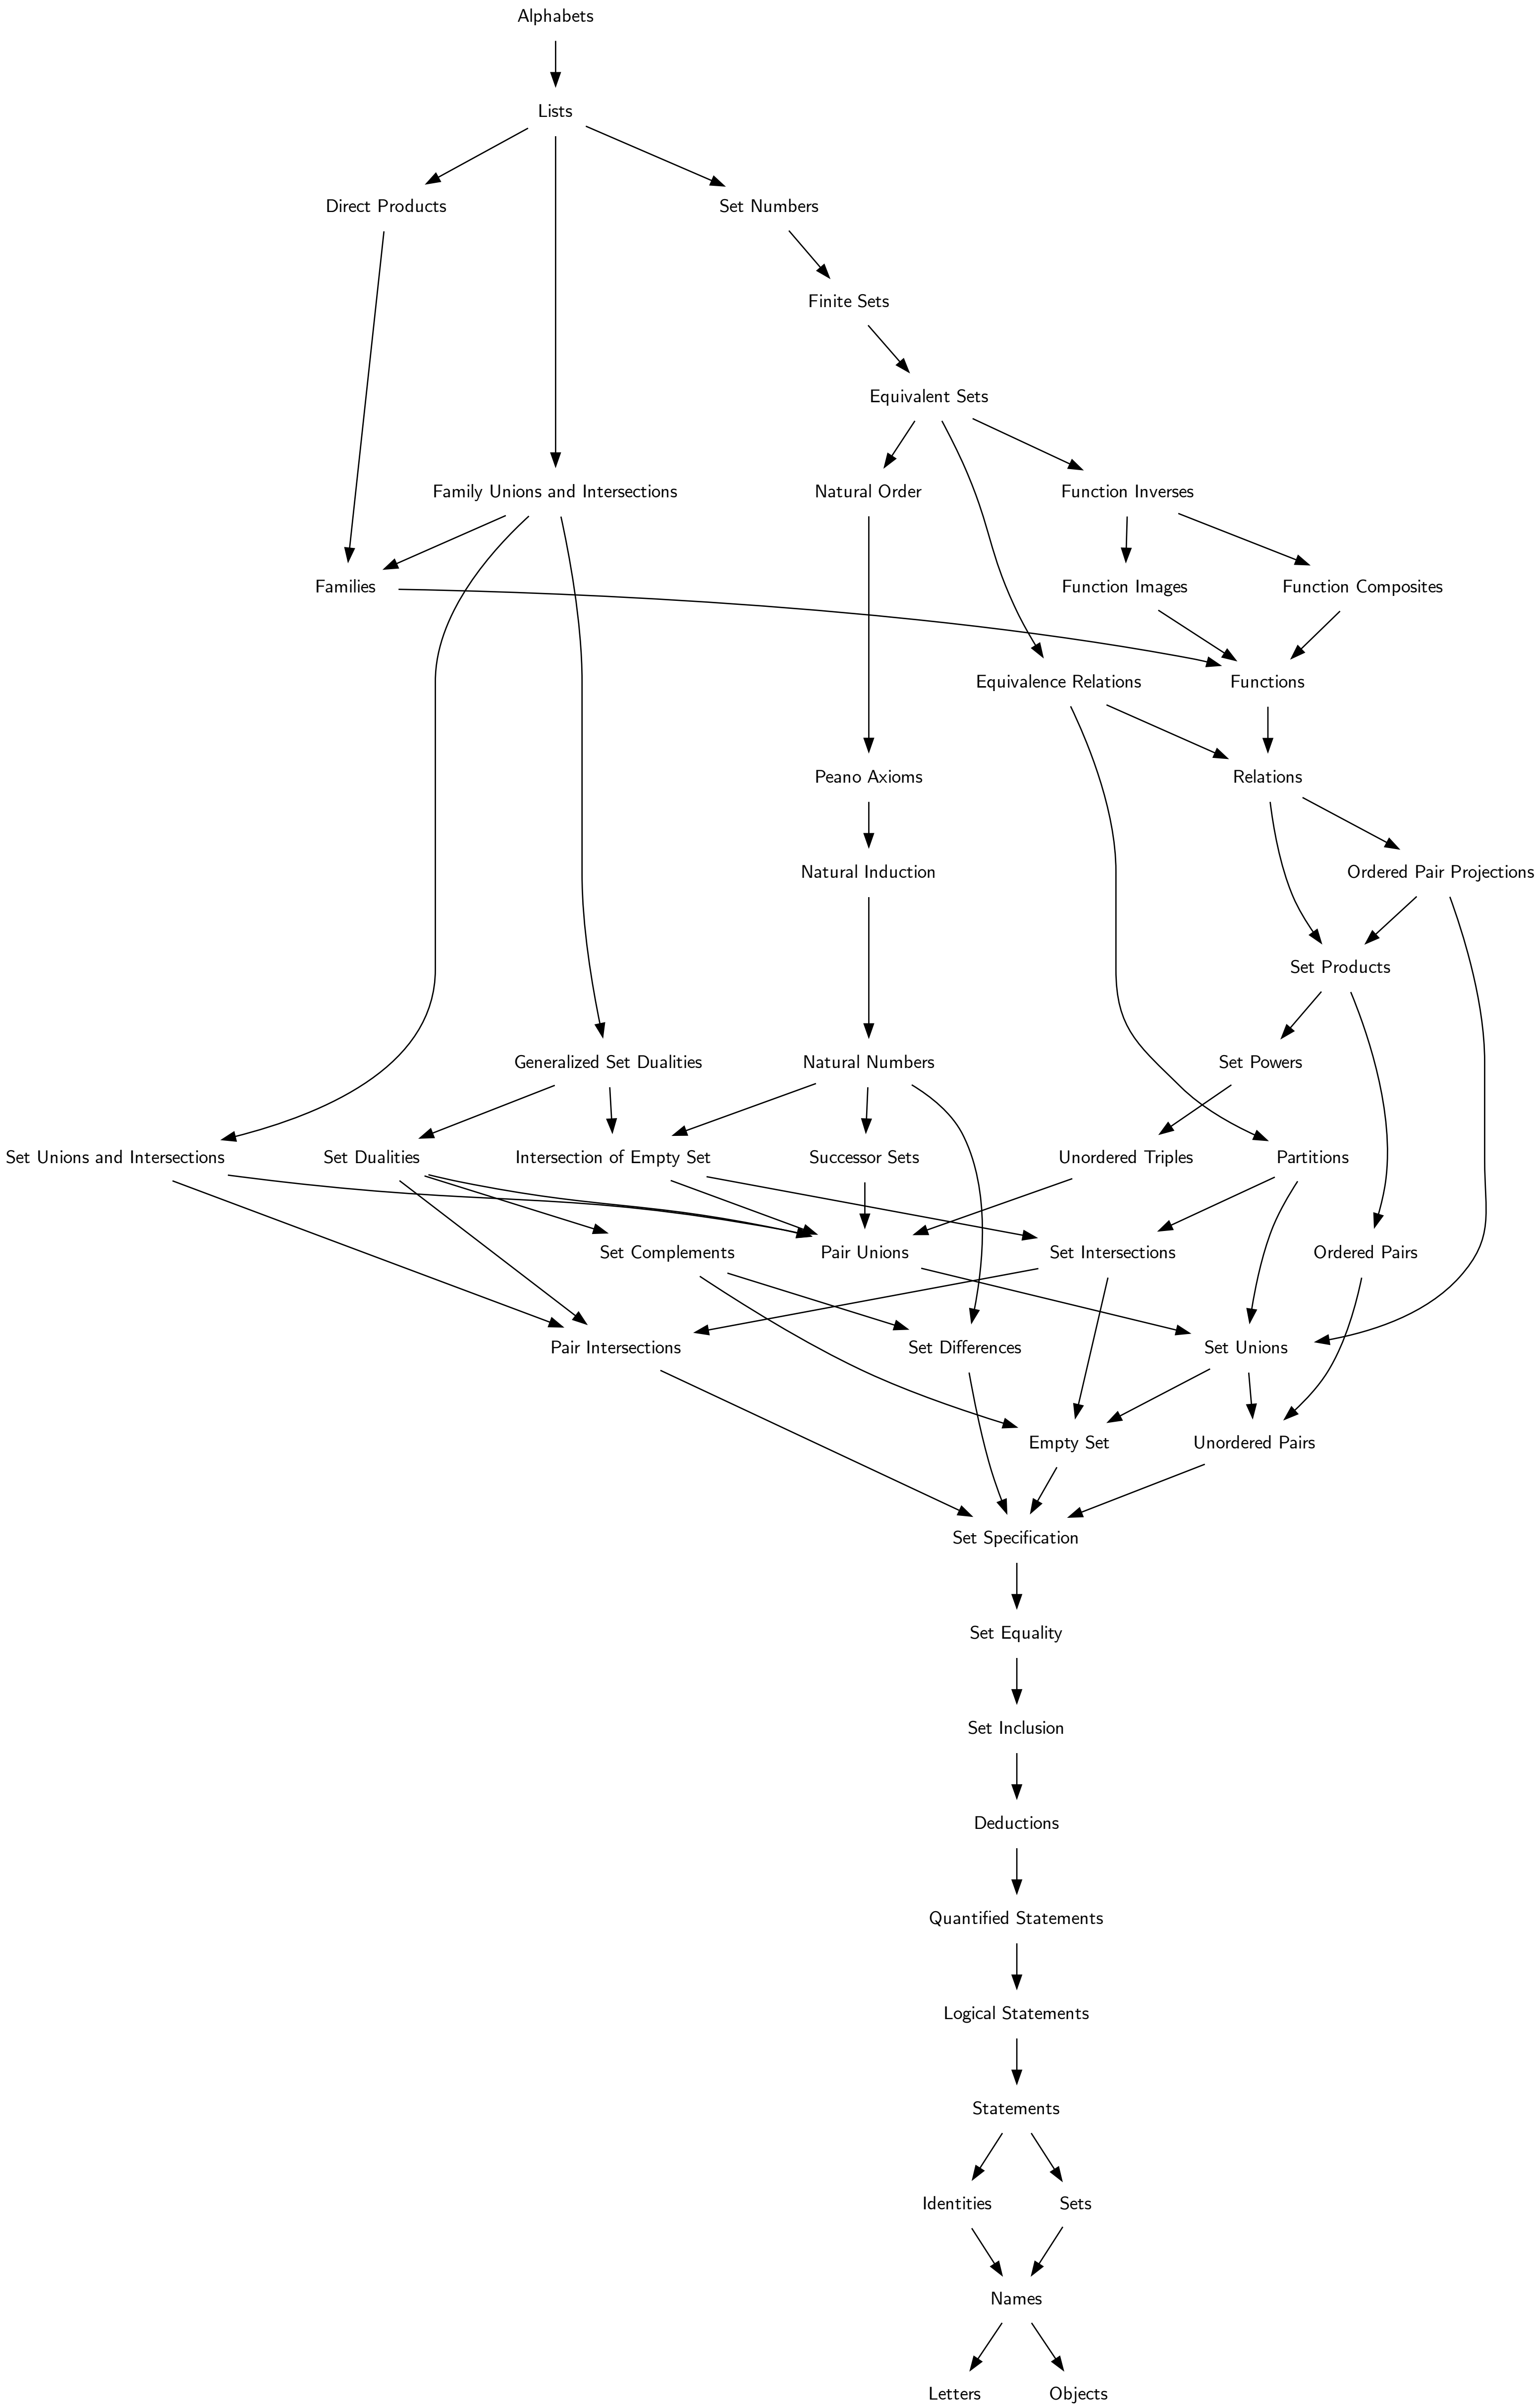 Alphabets
Lists
Direct Products
Set Numbers
Finite Sets
Equivalent Sets
Family Unions and Intersections
Natural Order
Function Inverses
Families
Function Images
Function Composites
Equivalence Relations
Functions
Peano Axioms
Relations
Natural Induction
Ordered Pair Projections
Set Products
Generalized Set Dualities
Natural Numbers
Set Powers
Set Unions and Intersections
Set Dualities
Intersection of Empty Set
Successor Sets
Unordered Triples
Partitions
Set Complements
Pair Unions
Set Intersections
Ordered Pairs
Pair Intersections
Set Differences
Set Unions
Empty Set
Unordered Pairs
Set Specification
Set Equality
Set Inclusion
Deductions
Quantified Statements
Logical Statements
Statements
Identities
Sets
Names
Letters
Objects